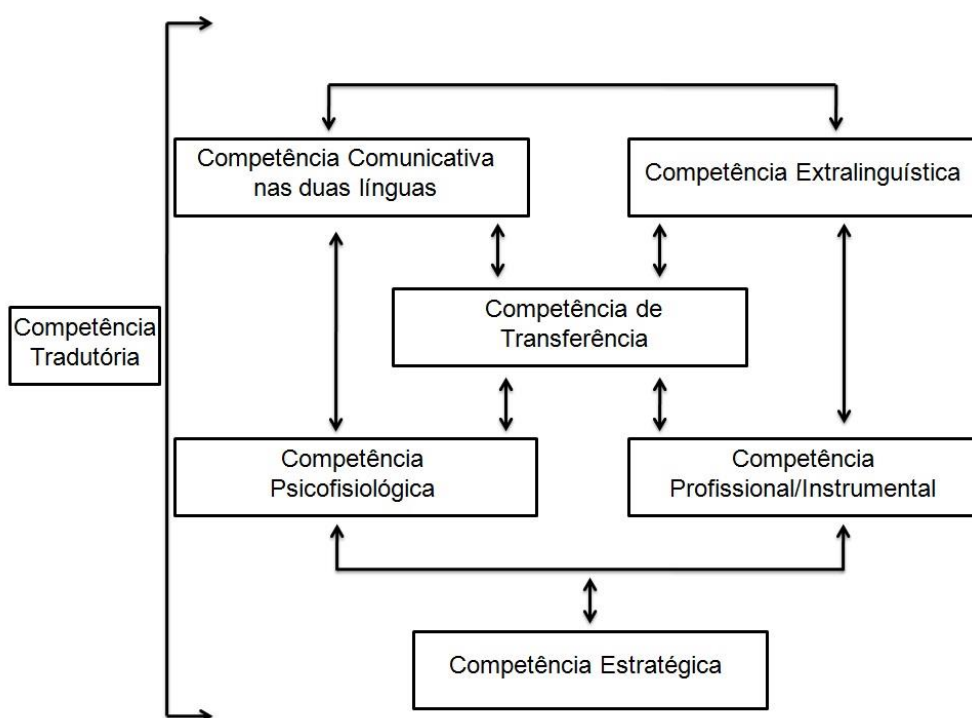 Competência Comunicativa
nas duas línguas
Competência Extralinguística
Competência de
Transferência
Competência
Tradutória
Competência
Psicofisiológica
Competência
Profissional/Instrumental
Competência Estratégica